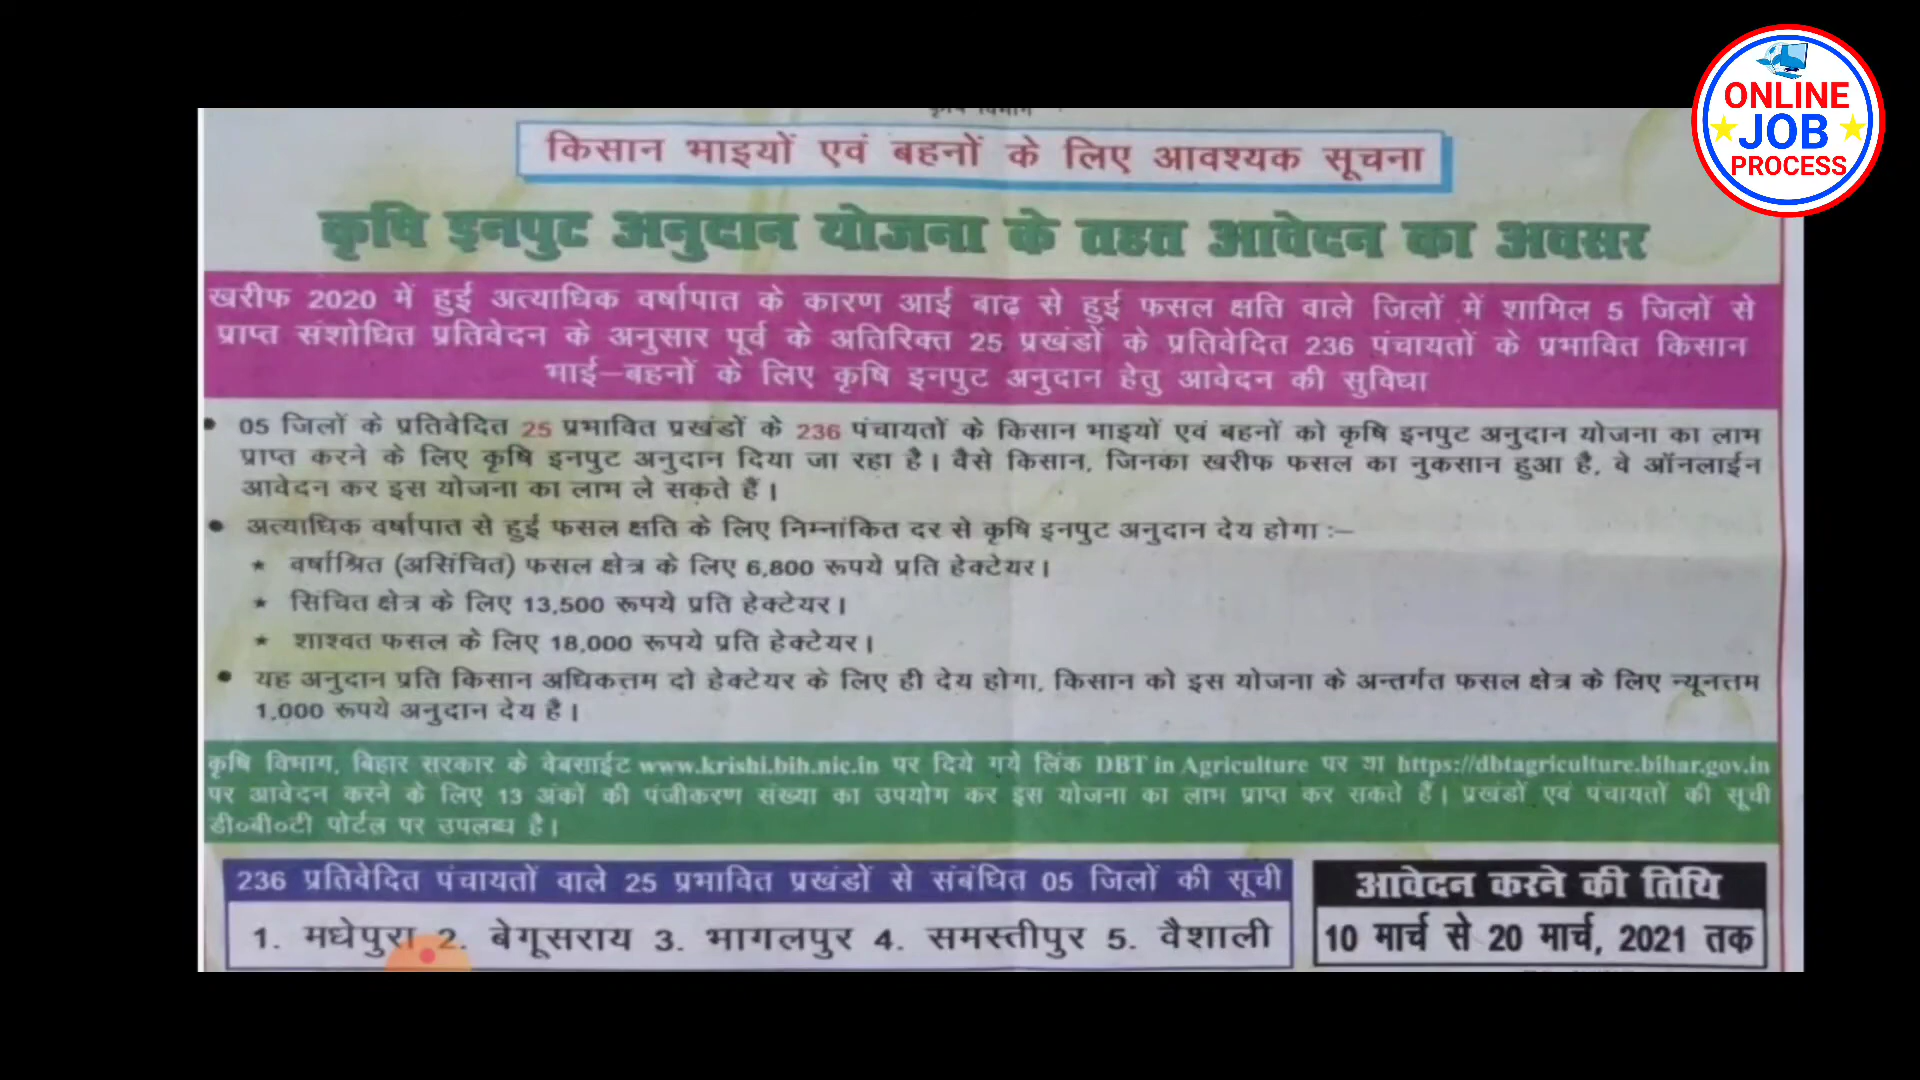 कृषि विभाग
ONLINE
JOB
PROCESS
किसान भाइयों एवं बहनों के लिए आवश्यक सूचना
कृषि इनपुट अनुदान योजना के तहत आवेदन का अवसर
खरीफ 2020 में हुई अत्याधिक वर्षापात के कारण आई बाढ़ से हुई फसल क्षति वाले जिलों में शामिल 5 जिलों से
प्राप्त संशोधित प्रतिवेदन के अनुसार पूर्व के अतिरिक्त 25 प्रखंडों के प्रतिवेदित 236 पंचायतों के प्रभावित किसान
भाई-बहनों के लिए कृषि इनपुट अनुदान हेतु आवेदन की सुविधा
• 05 जिलों के प्रतिवेदित 25 प्रभावित प्रखंडों के 236 पंचायतों के किसान भाइयों एवं बहनों को कृषि इनपुट अनुदान योजना का लाभ
प्राप्त करने के लिए कृषि इनपुट अनुदान दिया जा रहा है। वैसे किसान, जिनका खरीफ फसल का नुकसान हुआ है, वे ऑनलाईन
आवेदन कर इस योजना का लाभ ले सकते हैं।
• अत्याधिक वर्षापात से हुई फसल क्षति के लिए निम्नांकित दर से कृषि इनपुट अनुदान देय होगा :–
★ वर्षाश्रित (असिंचित) फसल क्षेत्र के लिए 6,800 रूपये प्रति हेक्टेयर।
★ सिंचित क्षेत्र के लिए 13,500 रूपये प्रति हेक्टेयर।
★ शाश्वत फसल के लिए 18,000 रूपये प्रति हेक्टेयर।
• यह अनुदान प्रति किसान अधिकत्तम दो हेक्टेयर के लिए ही देय होगा, किसान को इस योजना के अन्तर्गत फसल क्षेत्र के लिए न्यूनत्तम
1,000 रूपये अनुदान देय है।
कृषि विभाग, बिहार सरकार के वेबसाईट www.krishi.bih.nic.in पर दिये गये लिंक DBT in Agriculture पर या https://dbtagriculture.bihar.gov.in
पर आवेदन करने के लिए 13 अंकों की पंजीकरण संख्या का उपयोग कर इस योजना का लाभ प्राप्त कर सकते हैं। प्रखंडों एवं पंचायतों की सूची
डी०बी०टी पोर्टल पर उपलब्ध है।
236 प्रतिवेदित पंचायतों वाले 25 प्रभावित प्रखंडों से संबंधित 05 जिलों की सूची
1. मधेपुरा 2. बेगूसराय 3. भागलपुर 4. समस्तीपुर 5. वैशाली
आवेदन करने की तिथि
10 मार्च से 20 मार्च, 2021 तक